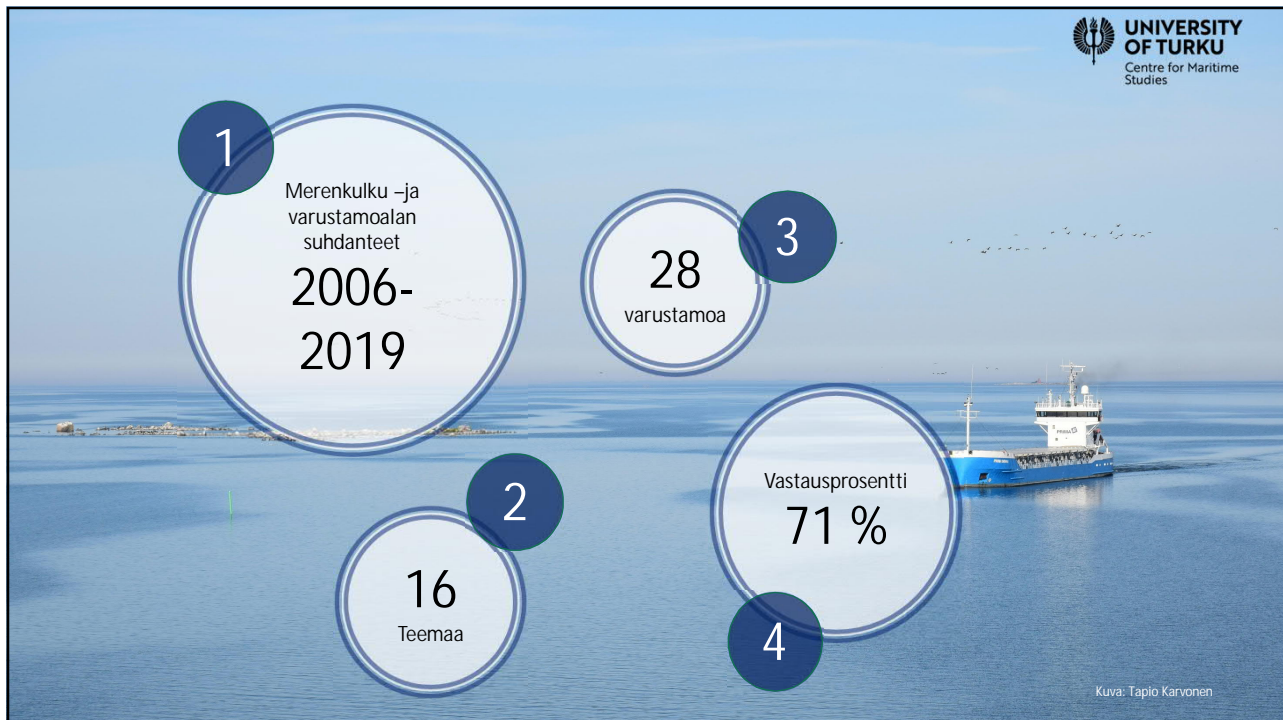 UNIVERSITY
OF TURKU
Centre for Maritime
Studies
1
Merenkulku –ja
varustamoalan
suhdanteet
2006-
2019
3
28
varustamoa
2
16
Teemaa
Vastausprosentti
71 %
4
Kuva: Tapio Karvonen